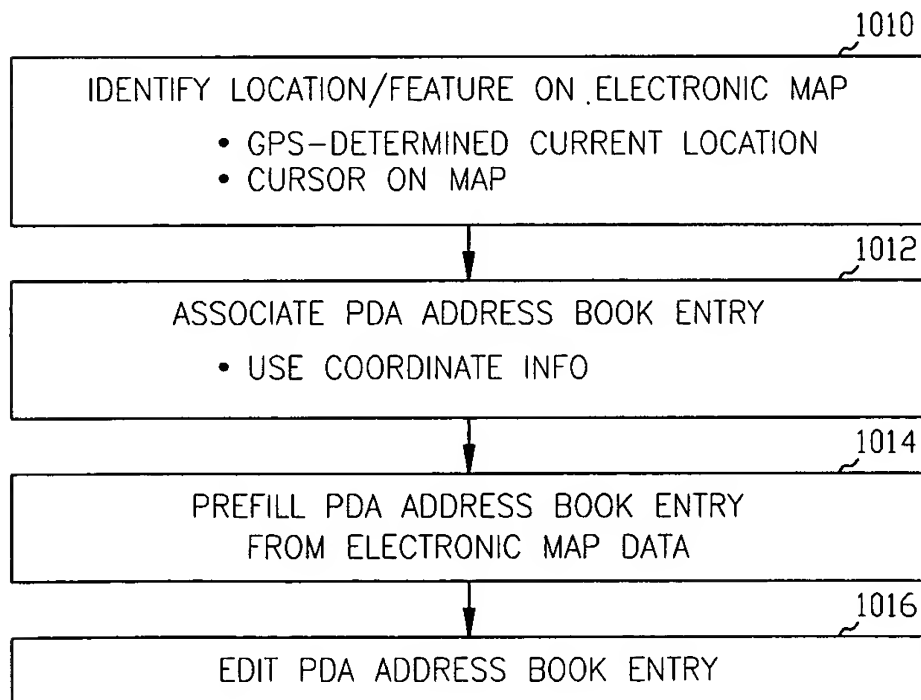 1010
IDENTIFY LOCATION/FEATURE ON ELECTRONIC MAP
• GPS-DETERMINED CURRENT LOCATION
• CURSOR ON MAP
1012
ASSOCIATE PDA ADDRESS BOOK ENTRY
• USE COORDINATE INFO
1014
PREFILL PDA ADDRESS BOOK ENTRY
FROM ELECTRONIC MAP DATA
1016
EDIT PDA ADDRESS BOOK ENTRY